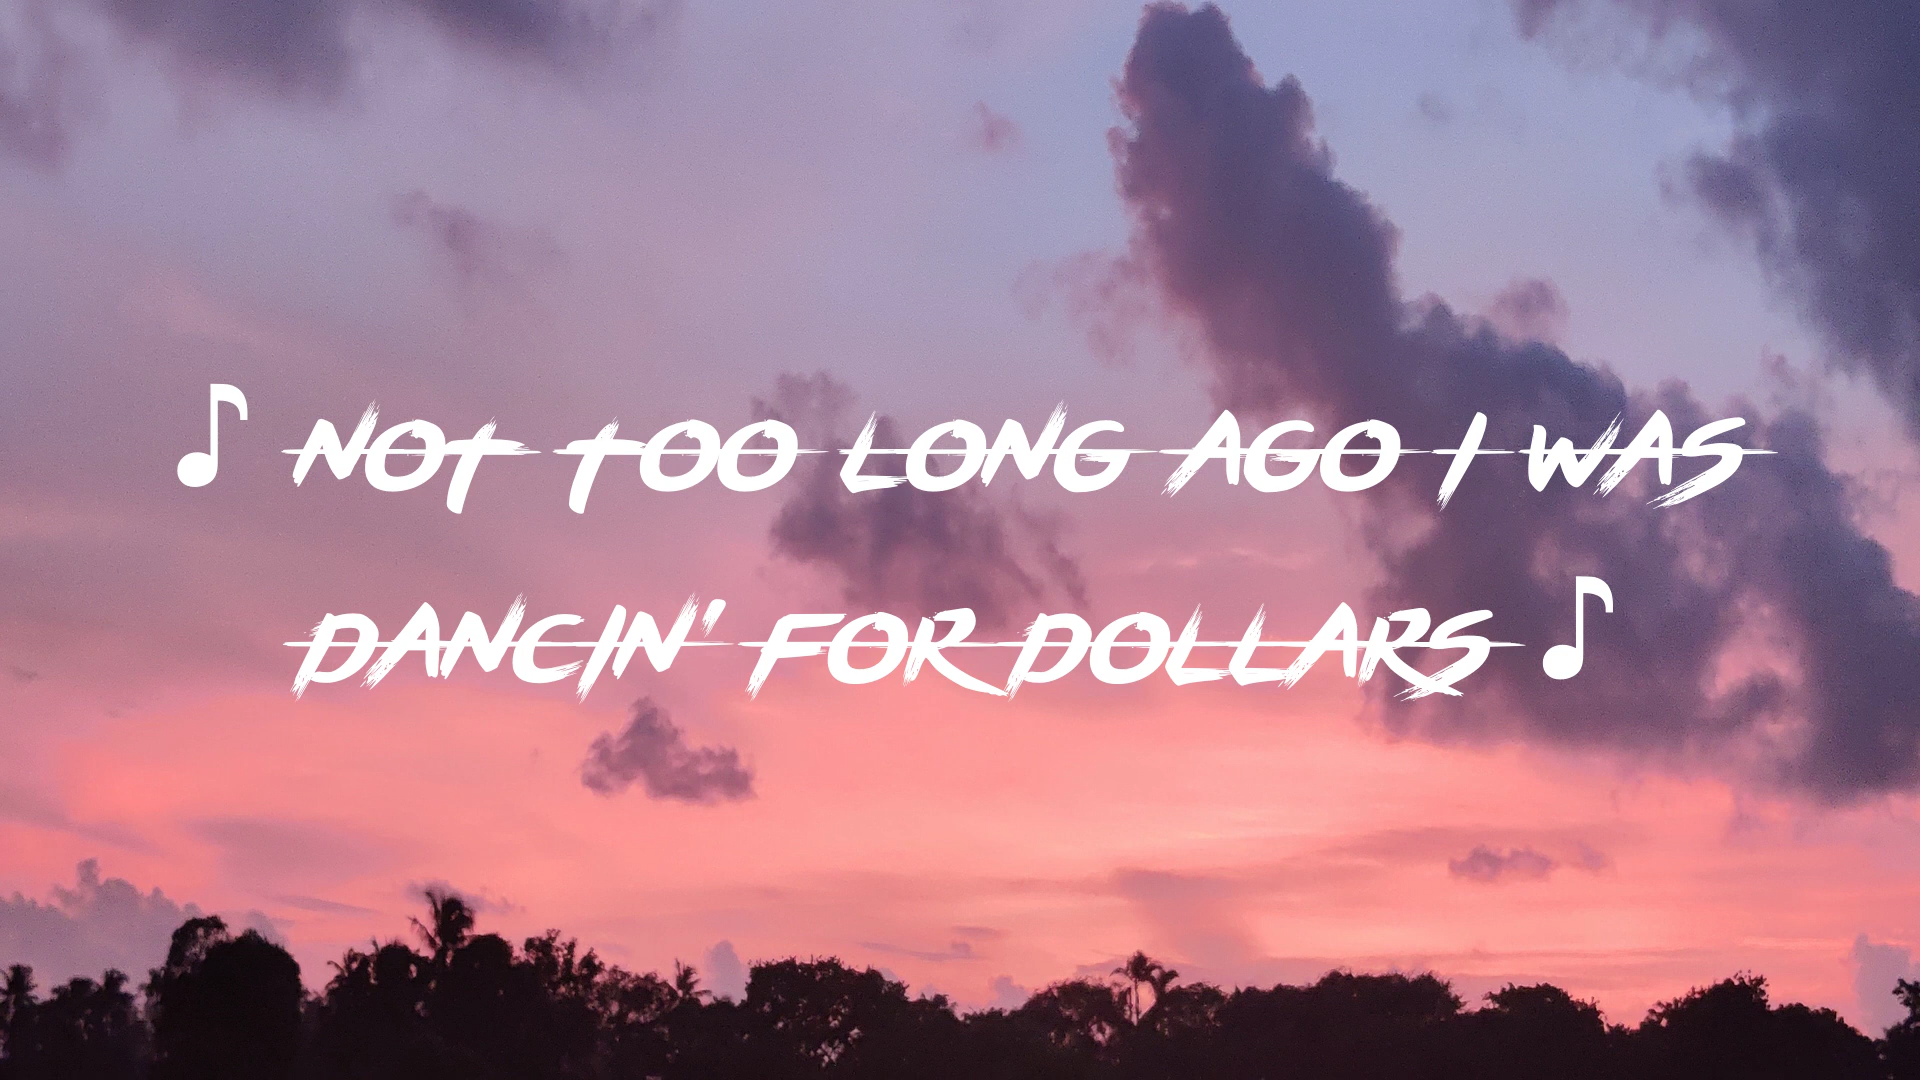 ♪ NOT TOO LONG AGO I WAS
DANCIN' FOR DOLLARS ♪